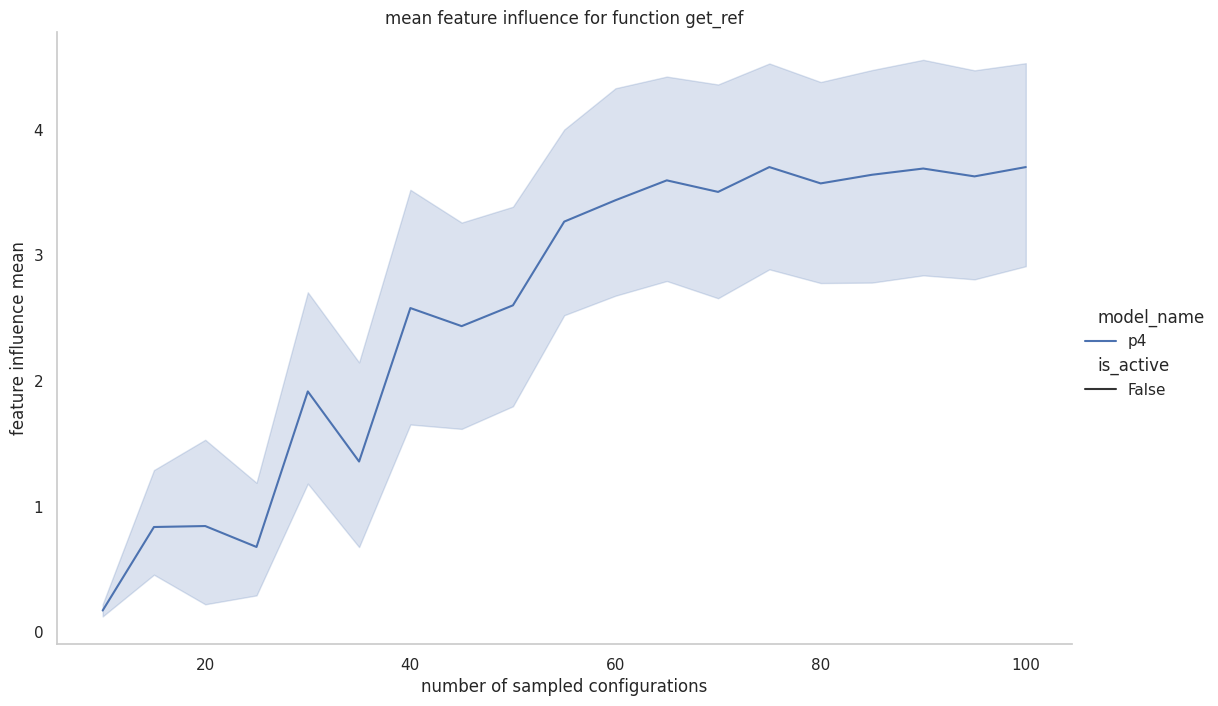 mean feature influence for function get_ref
feature influence mean
4
3
2
1
0
20 40 60 80 100
number of sampled configurations
model_name
p4
is_active
False